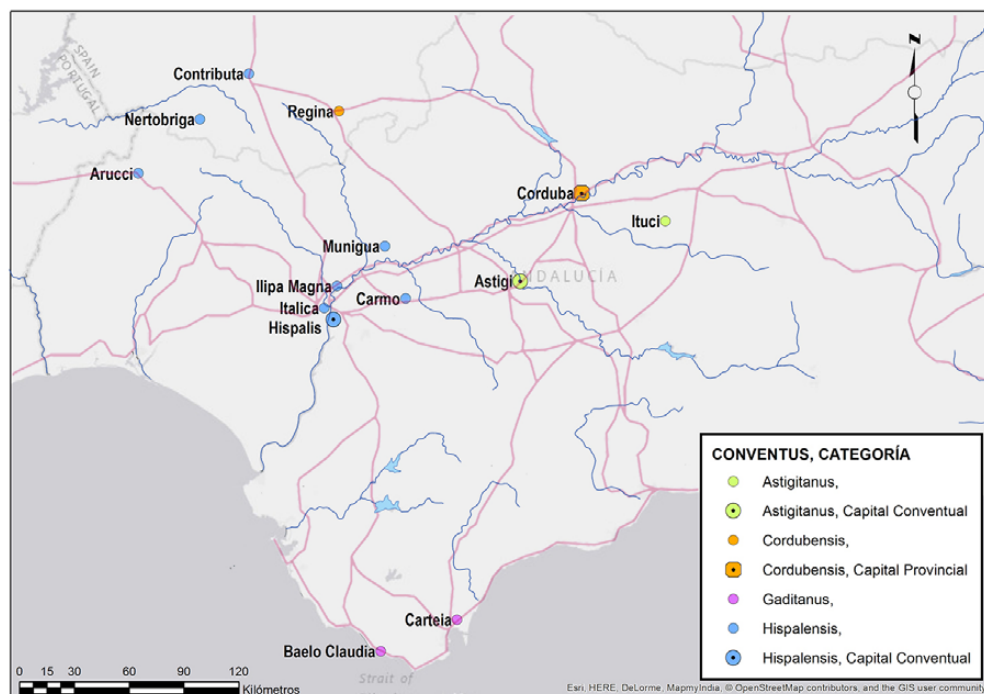 SPAIN
PORTUGAL
Contributa
Regina
Nertobriga
Arucci
Corduba
Ituci
Munigua
Ilipa Magna
Astigi
ANDALUCÍA
Carmo
Italica
Hispalis
CONVENTUS, CATEGORÍA
Astigitanus,
Astigitanus, Capital Conventual
Cordubensis,
Cordubensis, Capital Provincial
Gaditanus,
Hispalensis,
Hispalensis, Capital Conventual
Carteia
Baelo Claudia
0 15 30 60 90 120
Kilómetros
Strait of
Esri, HERE, DeLorme, MapmyIndia, © OpenStreetMap contributors, and the GIS user community
N